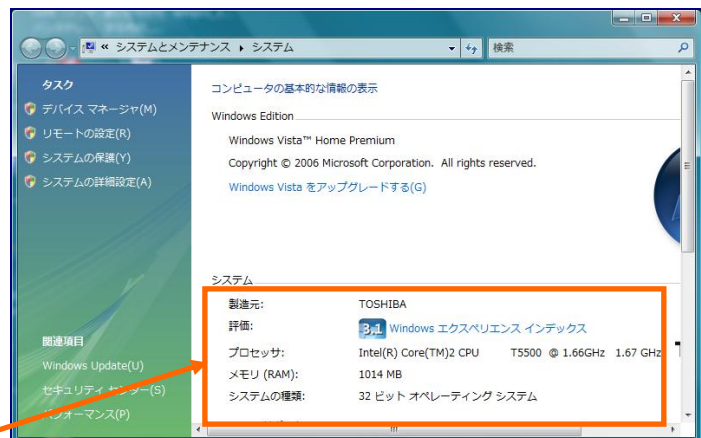 « システムとメンテナンス ▸ システム
検索
タスク
デバイス マネージャ(M)
リモートの設定(R)
システムの保護(Y)
システムの詳細設定(A)
関連項目
Windows Update(U)
セキュリティ センター(S)
パフォーマンス(P)
コンピュータの基本的な情報の表示
Windows Edition
Windows Vista™ Home Premium
Copyright © 2006 Microsoft Corporation. All rights reserved.
Windows Vista をアップグレードする(G)
システム
製造元: TOSHIBA
評価: 3.1 Windows エクスペリエンス インデックス
プロセッサ: Intel(R) Core(TM)2 CPU T5500 @ 1.66GHz 1.67 GHz
メモリ (RAM): 1014 MB
システムの種類: 32 ビット オペレーティング システム